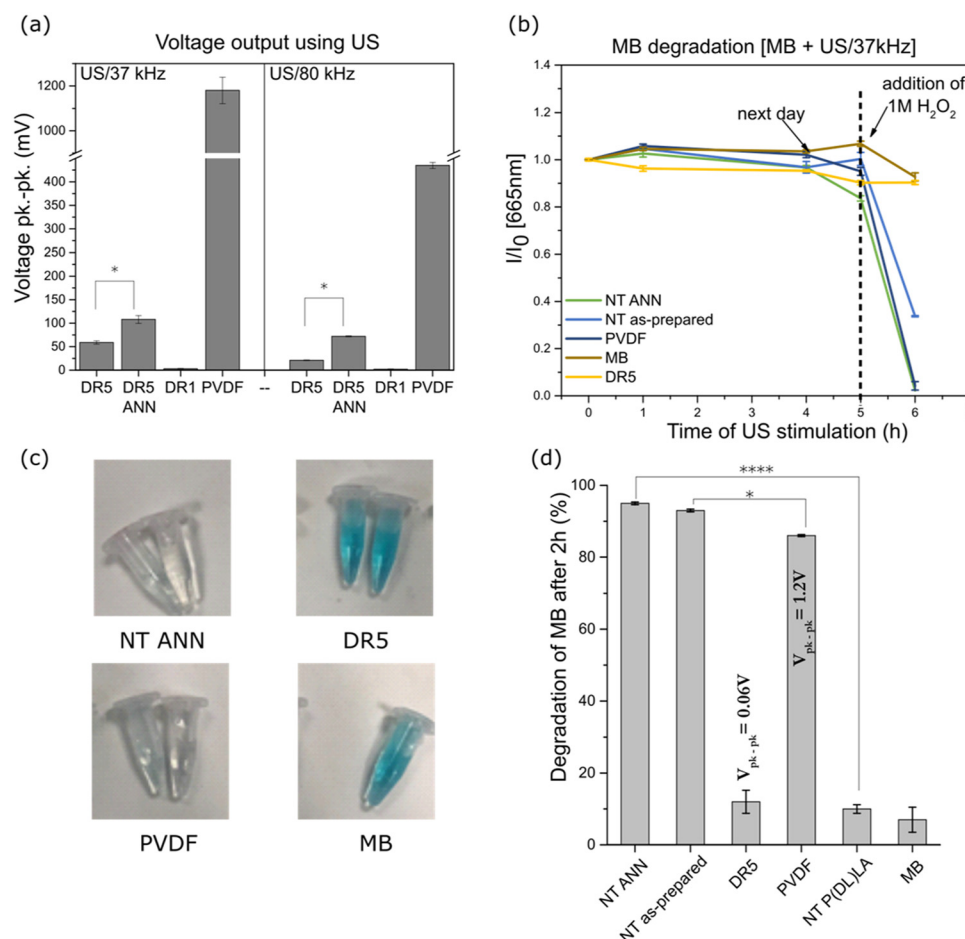 (a)
Voltage output using US
US/37 kHz
US/80 kHz
Voltage pk.-pk. (mV)
1200
1000
400
450
350
300
250
200
150
100
50
0
*
*
DR5 DR5 DR1 PVDF -- DR5 DR5 DR1 PVDF
ANN ANN
(b)
MB degradation [MB + US/37kHz]
I/I0 [665nm]
1.4
1.2
1.0
0.8
0.6
0.4
0.2
0.0
next day
addition of
1M H2O2
NT ANN
NT as-prepared
PVDF
MB
DR5
0 1 2 3 4 5 6
Time of US stimulation (h)
(c)
NT ANN
DR5
PVDF
MB
(d)
Degradation of MB after 2h (%)
100
80
60
40
20
0
****
*
Vpk - pk = 0.06V
Vpk - pk = 1.2V
NT ANN
NT as-prepared
DR5
PVDF
NT P(DL)LA
MB